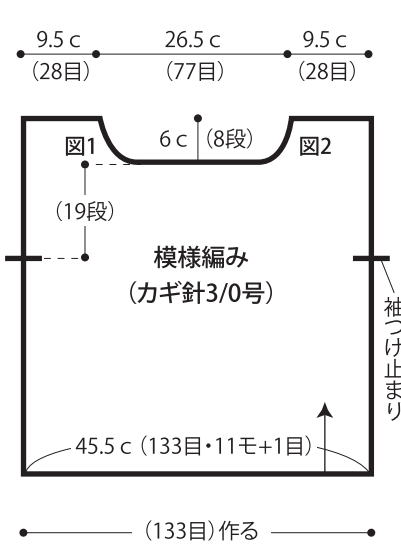 9.5 c 26.5 c 9.5 c
(28目) (77目) (28目)
図1 6 c (8段) 図2
(19段)
模様編み
(カギ針3/0号)
袖つけ止まり
45.5 c (133目・11モ+1目)
(133目) 作る